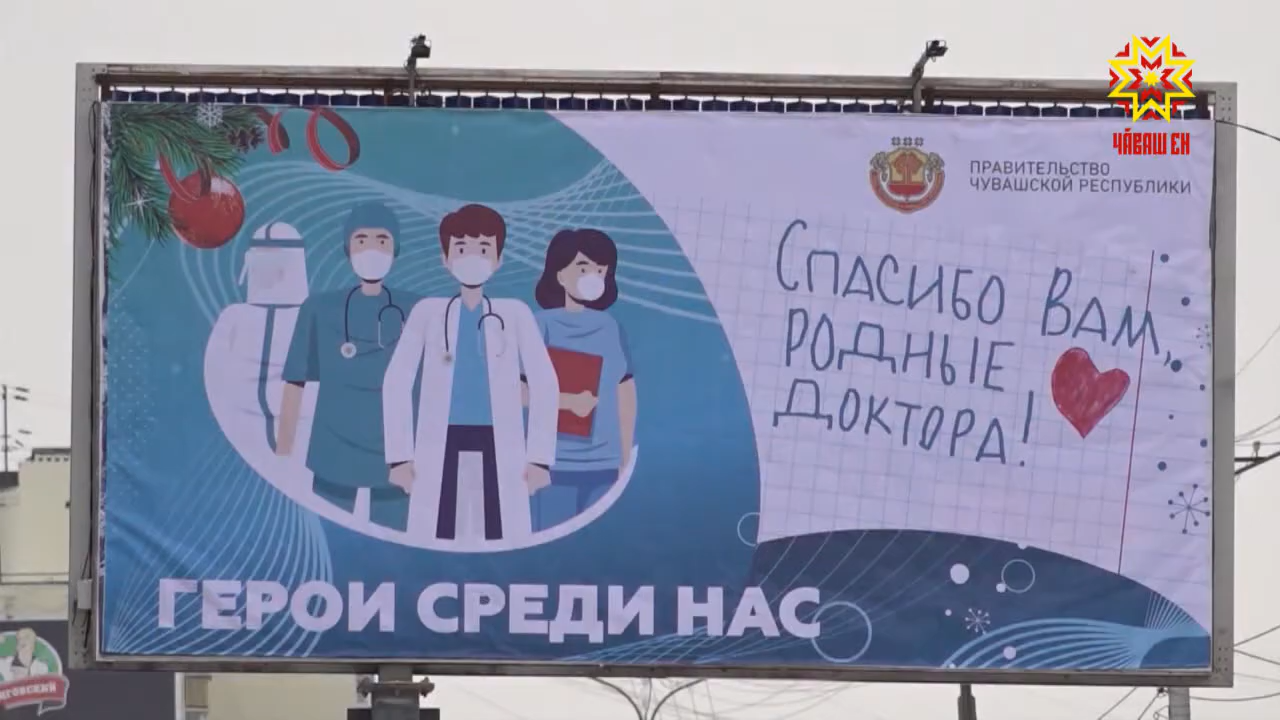 ЧӐВАШ ЕН
ПРАВИТЕЛЬСТВО
ЧУВАШСКОЙ РЕСПУБЛИКИ
СПАСИБО ВАМ,
РОДНЫЕ
ДОКТОРА!
ГЕРОИ СРЕДИ НАС